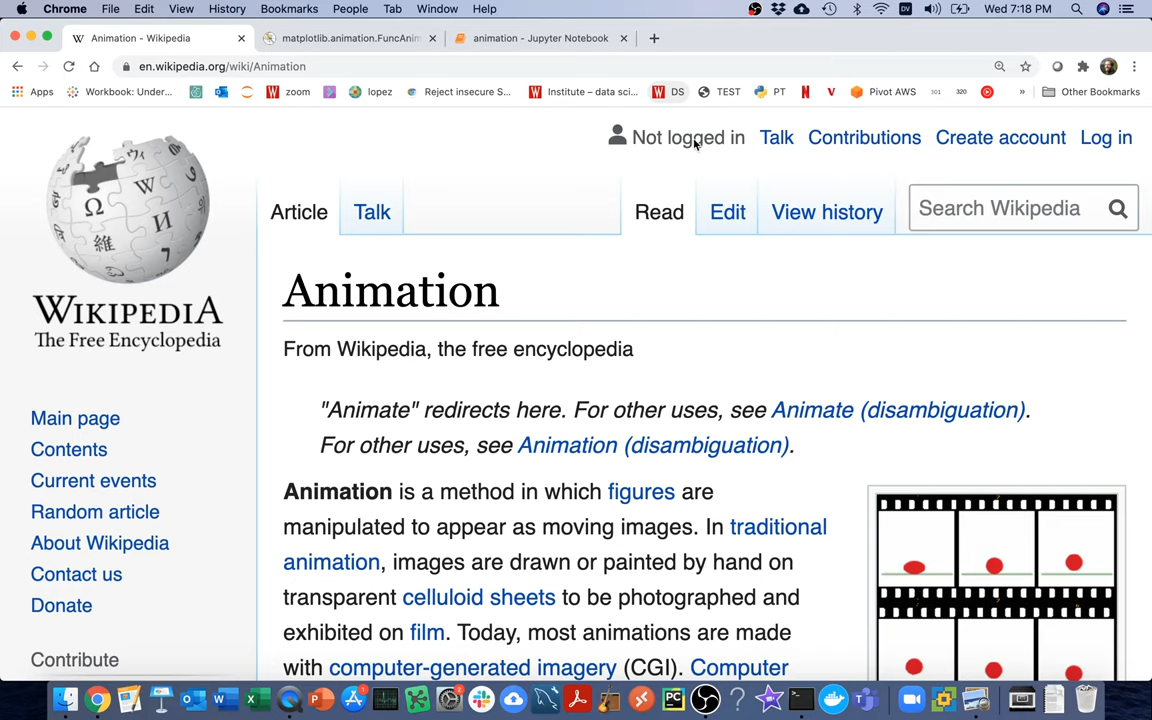 Chrome File Edit View History Bookmarks People Tab Window Help DV Wed 7:18 PM
Animation - Wikipedia matplotlib.animation.FuncAnim animation - Jupyter Notebook
en.wikipedia.org/wiki/Animation
Apps Workbook: Under... zoom lopez Reject insecure S... Institute – data sci... DS TEST PT Pivot AWS » Other Bookmarks
Not logged in Talk Contributions Create account Log in
Article Talk Read Edit View history Search Wikipedia
WIKIPEDIA
The Free Encyclopedia
Animation
From Wikipedia, the free encyclopedia
"Animate" redirects here. For other uses, see Animate (disambiguation).
For other uses, see Animation (disambiguation).
Main page
Contents
Current events
Random article
About Wikipedia
Contact us
Donate
Contribute
Animation is a method in which figures are
manipulated to appear as moving images. In traditional
animation, images are drawn or painted by hand on
transparent celluloid sheets to be photographed and
exhibited on film. Today, most animations are made
with computer-generated imagery (CGI). Computer